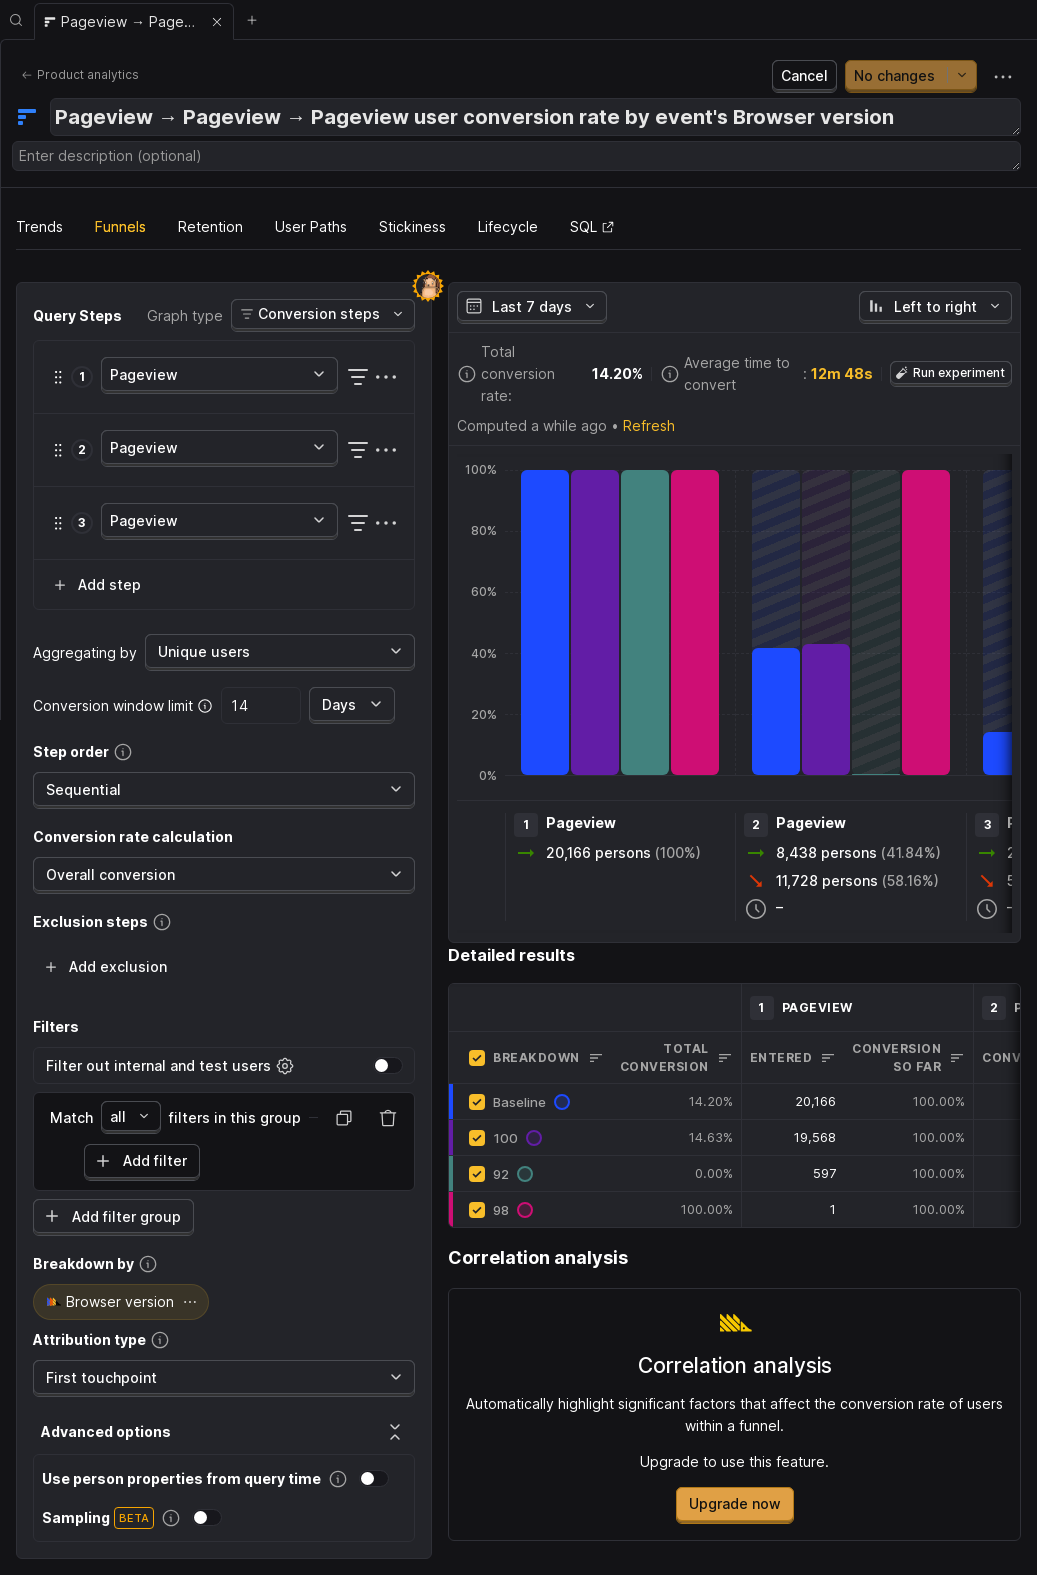 Pageview → Page...
Product analytics
Cancel
No changes
Pageview → Pageview → Pageview user conversion rate by event's Browser version
Enter description (optional)
Trends
Funnels
Retention
User Paths
Stickiness
Lifecycle
SQL
Query Steps
Graph type
Conversion steps
1
Pageview
2
Pageview
3
Pageview
Add step
Aggregating by
Unique users
Conversion window limit
14
Days
Step order
Sequential
Conversion rate calculation
Overall conversion
Exclusion steps
Add exclusion
Filters
Filter out internal and test users
Match
all
filters in this group
Add filter
Add filter group
Breakdown by
Browser version
Attribution type
First touchpoint
Advanced options
Use person properties from query time
Sampling
BETA
Last 7 days
Left to right
Total
conversion
rate:
14.20%
Average time to
convert
: 12m 48s
Run experiment
Computed a while ago • Refresh
100%
80%
60%
40%
20%
0%
1
Pageview
20,166 persons (100%)
2
Pageview
8,438 persons (41.84%)
11,728 persons (58.16%)
–
3
P
2
5
–
Detailed results
1 PAGEVIEW
2 P
BREAKDOWN
TOTAL
CONVERSION
ENTERED
CONVERSION
SO FAR
CONV
Baseline
14.20%
20,166
100.00%
100
14.63%
19,568
100.00%
92
0.00%
597
100.00%
98
100.00%
1
100.00%
Correlation analysis
Correlation analysis
Automatically highlight significant factors that affect the conversion rate of users
within a funnel.
Upgrade to use this feature.
Upgrade now